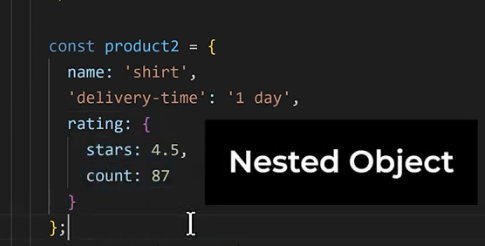 const product2 = {
name: 'shirt',
'delivery-time': '1 day',
rating: {
stars: 4.5,
count: 87
}
};
Nested Object